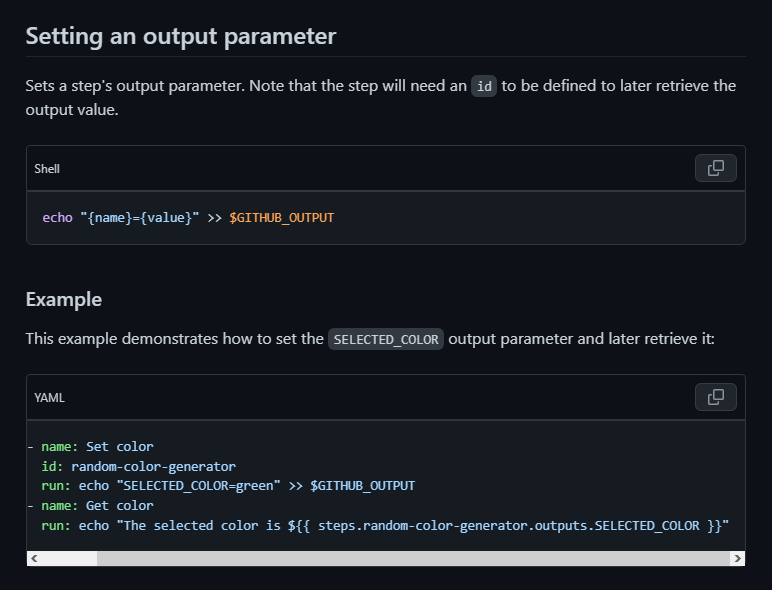 Setting an output parameter
Sets a step's output parameter. Note that the step will need an id to be defined to later retrieve the
output value.
Shell
echo "{name}={value}" >> $GITHUB_OUTPUT
Example
This example demonstrates how to set the SELECTED_COLOR output parameter and later retrieve it:
YAML
- name: Set color
  id: random-color-generator
  run: echo "SELECTED_COLOR=green" >> $GITHUB_OUTPUT
- name: Get color
  run: echo "The selected color is ${{ steps.random-color-generator.outputs.SELECTED_COLOR }}"